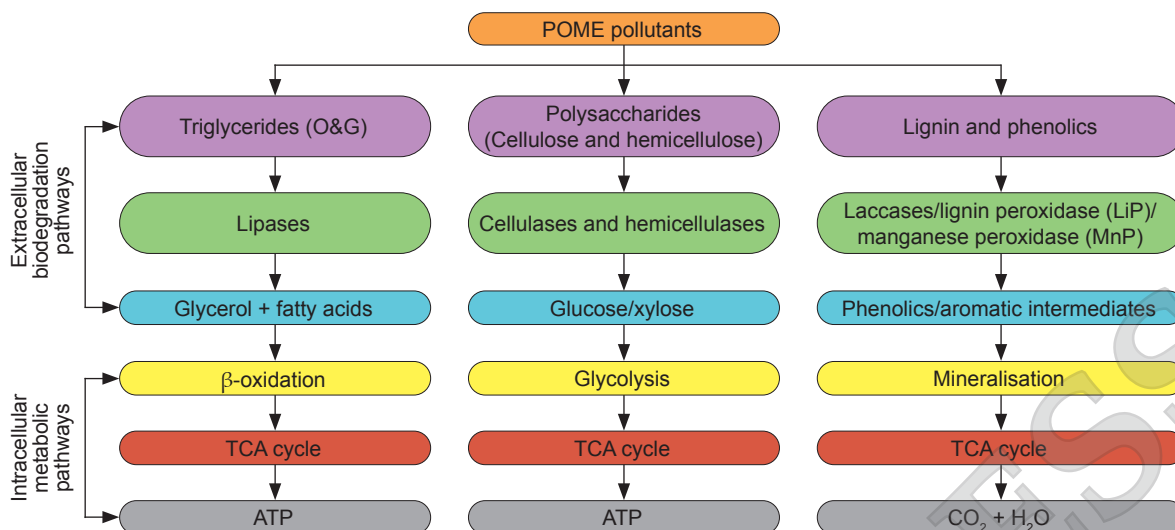 POME pollutants
Triglycerides (O&G)
Polysaccharides
(Cellulose and hemicellulose)
Lignin and phenolics
Extracellular
biodegradation
pathways
Lipases
Cellulases and hemicellulases
Laccases/lignin peroxidase (LiP)/
manganese peroxidase (MnP)
Glycerol + fatty acids
Glucose/xylose
Phenolics/aromatic intermediates
Intracellular
metabolic
pathways
β-oxidation
Glycolysis
Mineralisation
TCA cycle
TCA cycle
TCA cycle
ATP
ATP
CO₂ + H₂O